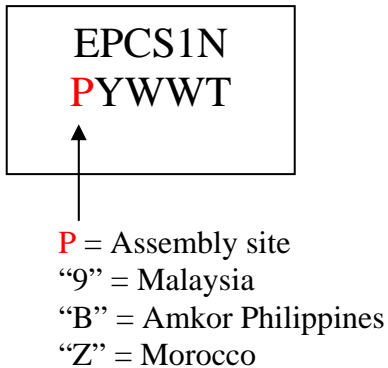 EPCS1N
PYWWT
P = Assembly site
“9” = Malaysia
“B” = Amkor Philippines
“Z” = Morocco